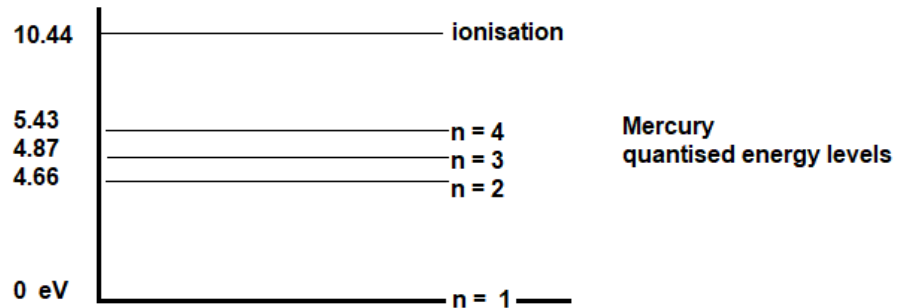 10.44 ionisation
5.43 n = 4 Mercury
4.87 n = 3 quantised energy levels
4.66 n = 2
0 eV n = 1